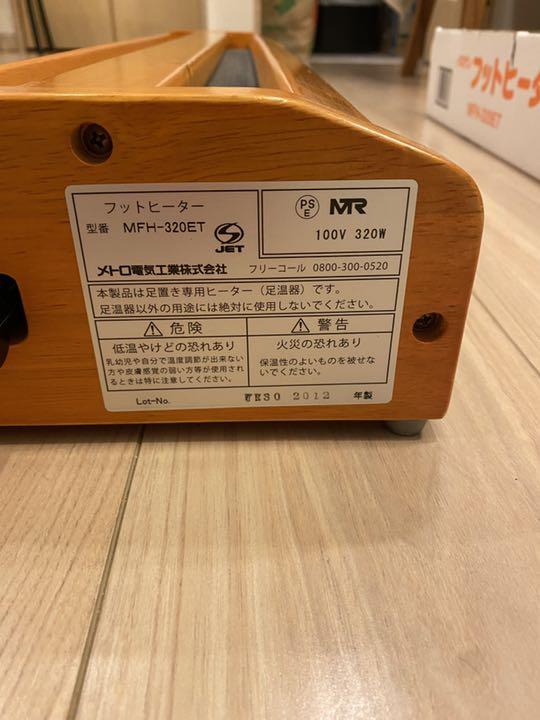 フットヒーター
型番 MFH-320ET
JET
PS
E
MTR
100V 320W
メトロ電気工業株式会社
フリーコール 0800-300-0520
本製品は足置き専用ヒーター(足温器)です。
足温器以外の用途には絶対に使用しないでください。
危険
低温やけどの恐れあり
乳幼児や自分で温度調節が出来ない
方や皮膚感覚の弱い方等が使用され
るときは特に注意してください。
警告
火災の恐れあり
保温性のよいものを被せな
いでください。
Lot-No.
2012 年製
フットヒータ
MFH-320ET